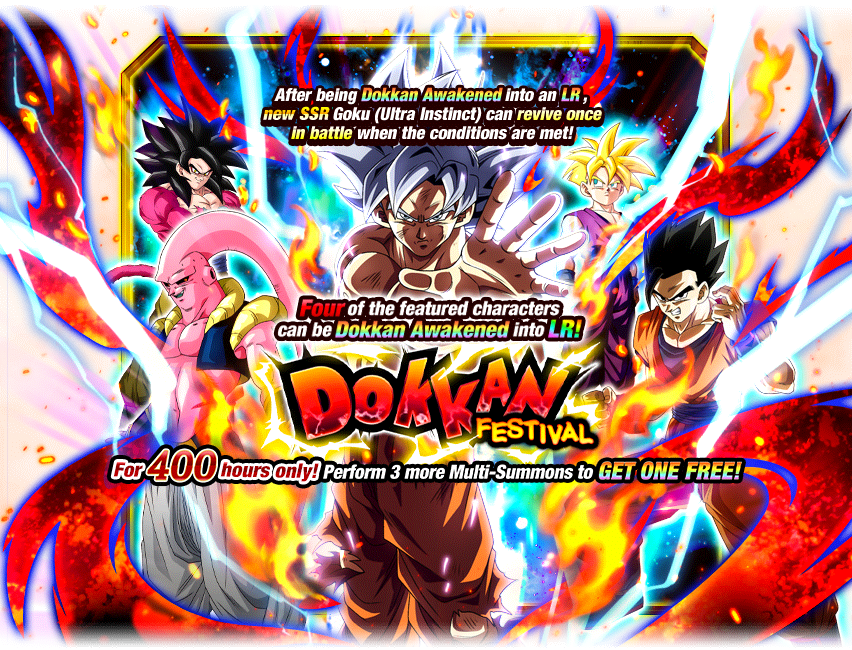 After being Dokkan Awakened into an LR,
new SSR Goku (Ultra Instinct) can revive once
in battle when the conditions are met!
Four of the featured characters
can be Dokkan Awakened into LR!
DOKKAN
FESTIVAL
For 400 hours only! Perform 3 more Multi-Summons to GET ONE FREE!